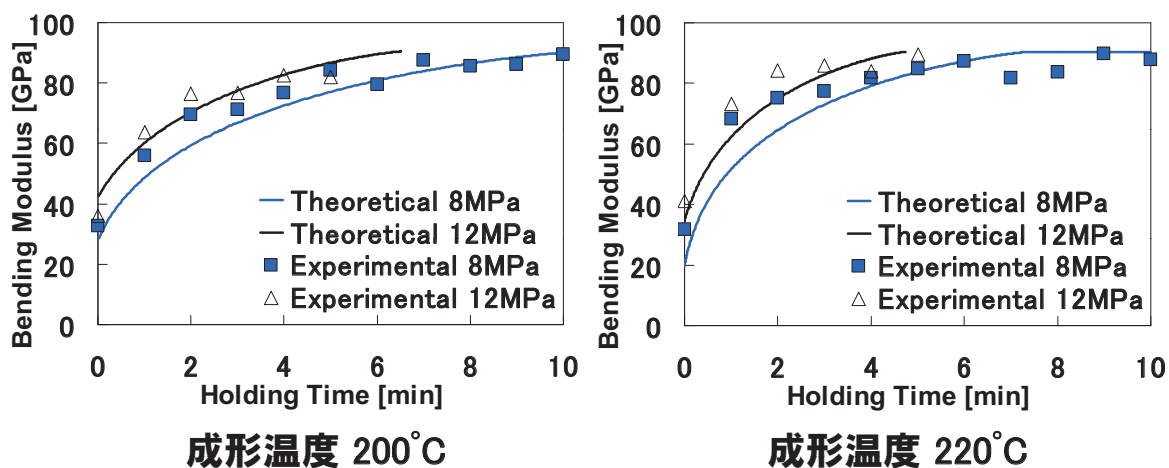 Bending Modulus [GPa]
100
80
60
40
20
0
Theoretical 8MPa
Theoretical 12MPa
Experimental 8MPa
Experimental 12MPa
0 2 4 6 8 10
Holding Time [min]
成形温度 200°C
Bending Modulus [GPa]
100
80
60
40
20
0
Theoretical 8MPa
Theoretical 12MPa
Experimental 8MPa
Experimental 12MPa
0 2 4 6 8 10
Holding Time [min]
成形温度 220°C